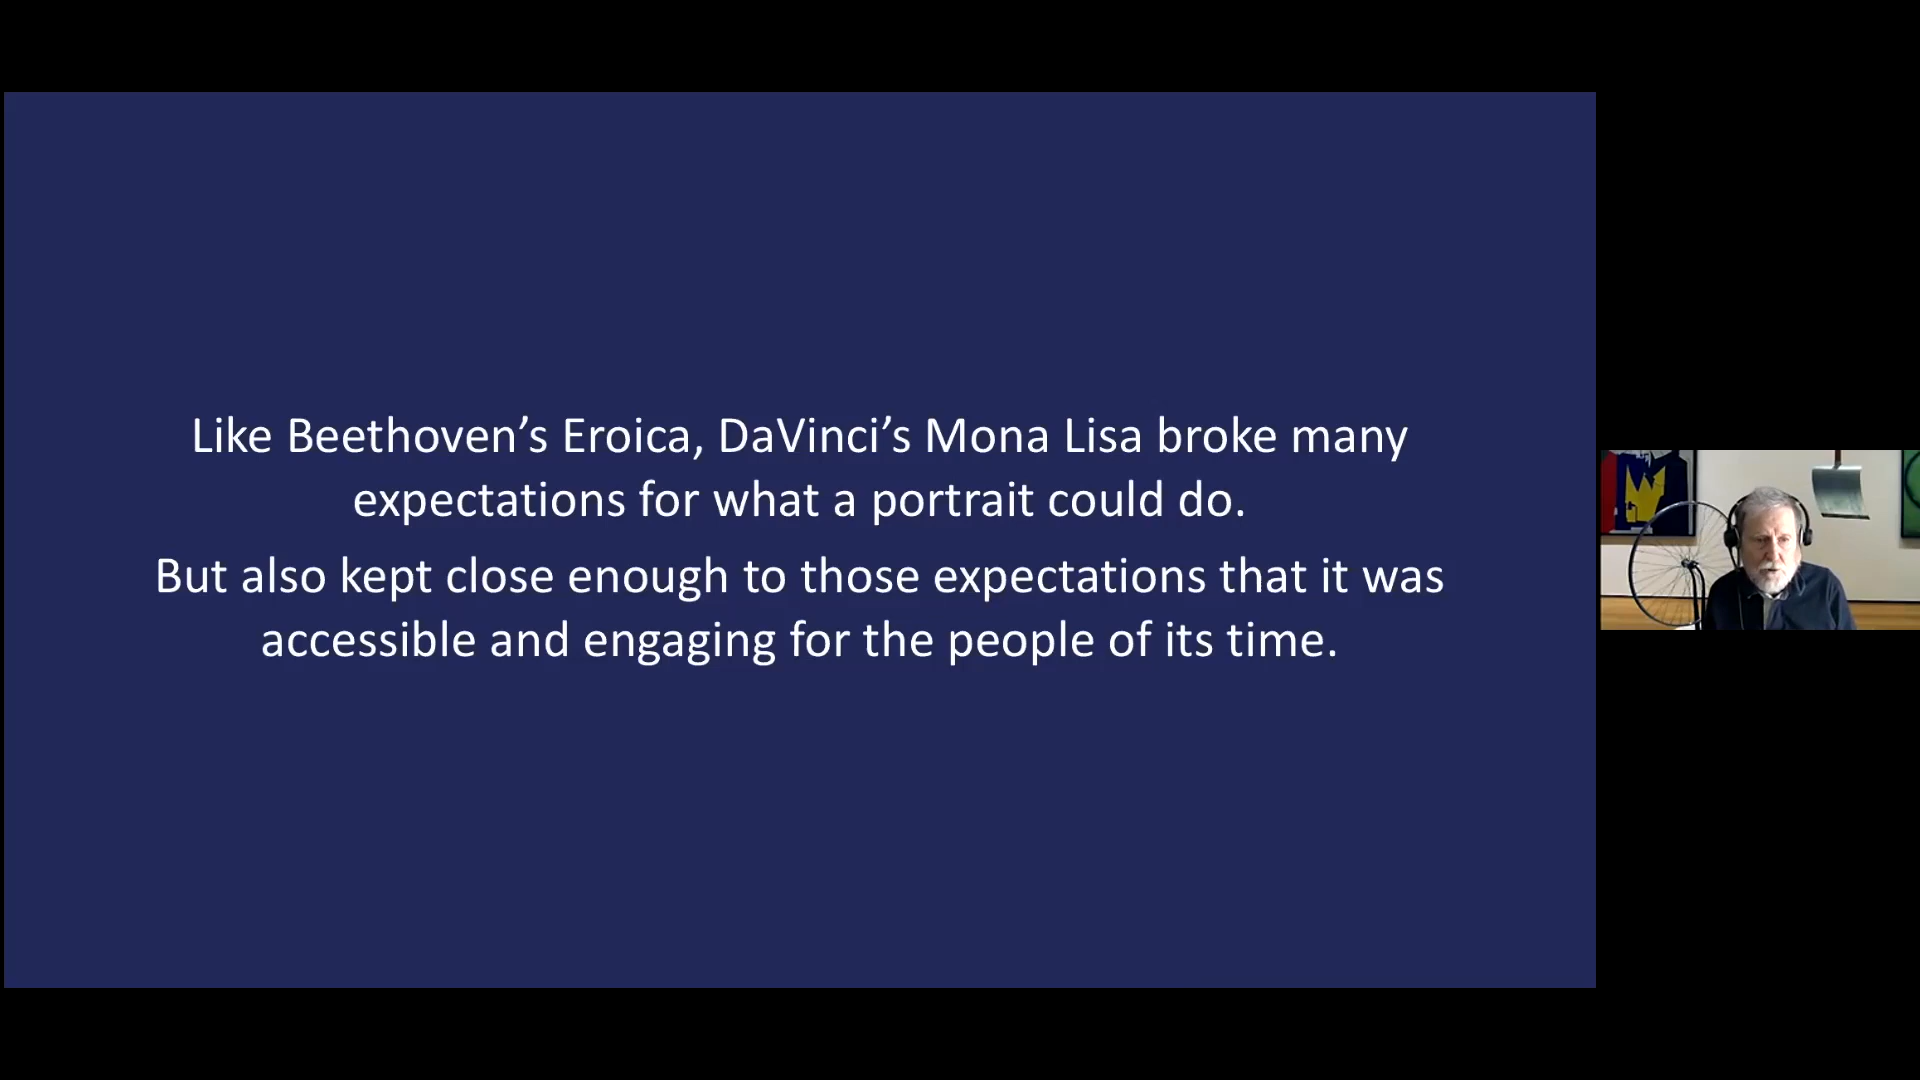 Like Beethoven’s Eroica, DaVinci’s Mona Lisa broke many
expectations for what a portrait could do.
But also kept close enough to those expectations that it was
accessible and engaging for the people of its time.